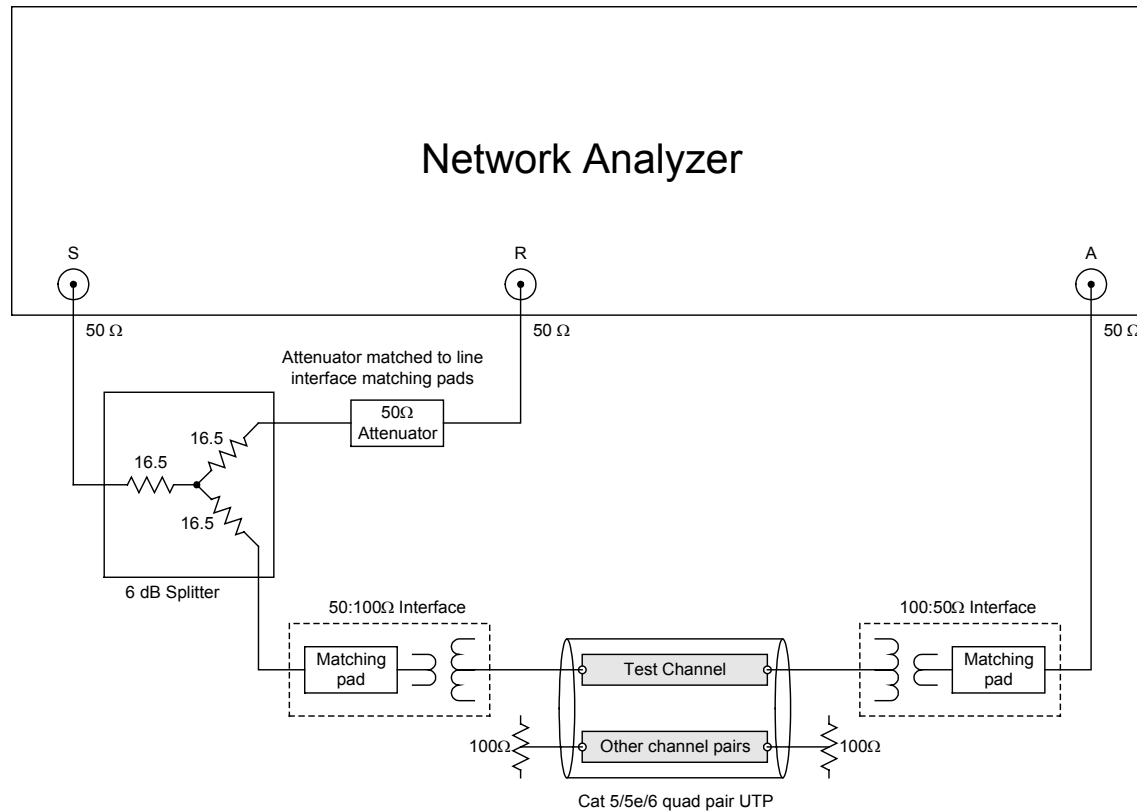 Network Analyzer
S
R
A
50 Ω
50 Ω
50 Ω
Attenuator matched to line
interface matching pads
50Ω
Attenuator
16.5
16.5
16.5
6 dB Splitter
50:100Ω Interface
100:50Ω Interface
Matching
pad
Test Channel
Matching
pad
100Ω
Other channel pairs
100Ω
Cat 5/5e/6 quad pair UTP